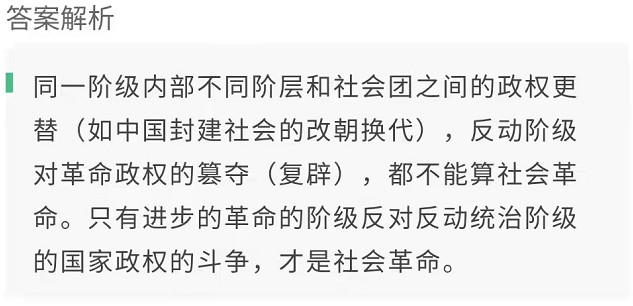 答案解析
同一阶级内部不同阶层和社会团之间的政权更
替（如中国封建社会的改朝换代），反动阶级
对革命政权的篡夺（复辟），都不能算社会革
命。只有进步的革命的阶级反对反动统治阶级
的国家政权的斗争，才是社会革命。